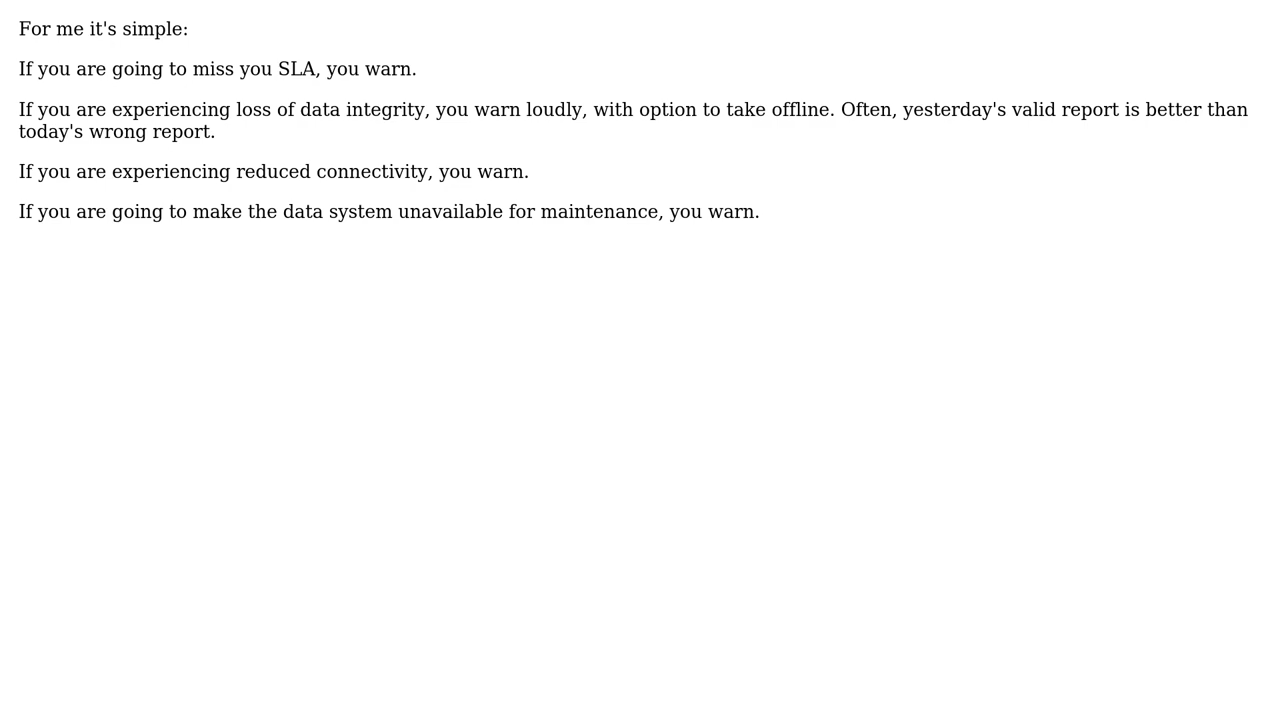 For me it's simple:
If you are going to miss you SLA, you warn.
If you are experiencing loss of data integrity, you warn loudly, with option to take offline. Often, yesterday's valid report is better than
today's wrong report.
If you are experiencing reduced connectivity, you warn.
If you are going to make the data system unavailable for maintenance, you warn.